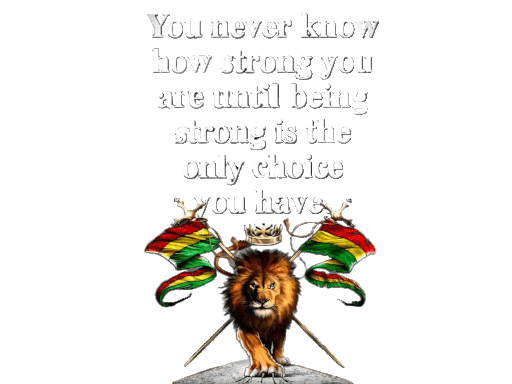 You never know
how strong you
are until being
strong is the
only choice
you have